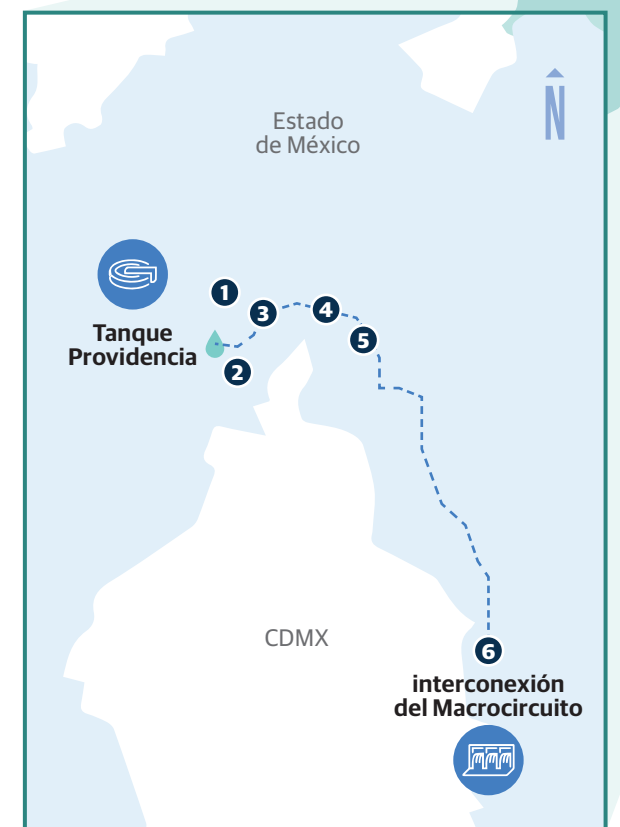 Estado
de México
N
1
3
4
Tanque
Providencia
5
2
CDMX
6
interconexión
del Macrocircuito